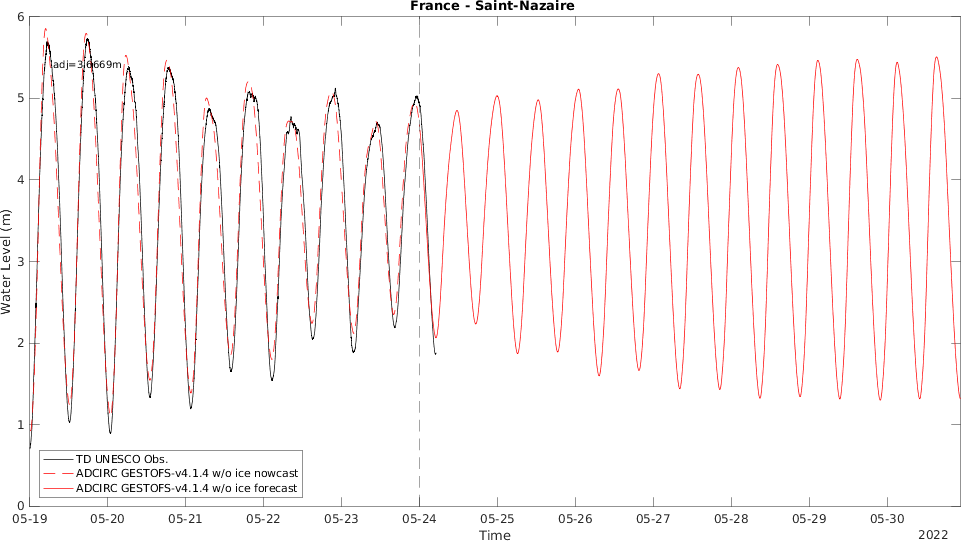 France - Saint-Nazaire
6
5
4
3
2
1
0
Water Level (m)
adj=3.6669m
TD UNESCO Obs.
ADCIRC GESTOFS-v4.1.4 w/o ice nowcast
ADCIRC GESTOFS-v4.1.4 w/o ice forecast
05-19 05-20 05-21 05-22 05-23 05-24 05-25 05-26 05-27 05-28 05-29 05-30
Time
2022